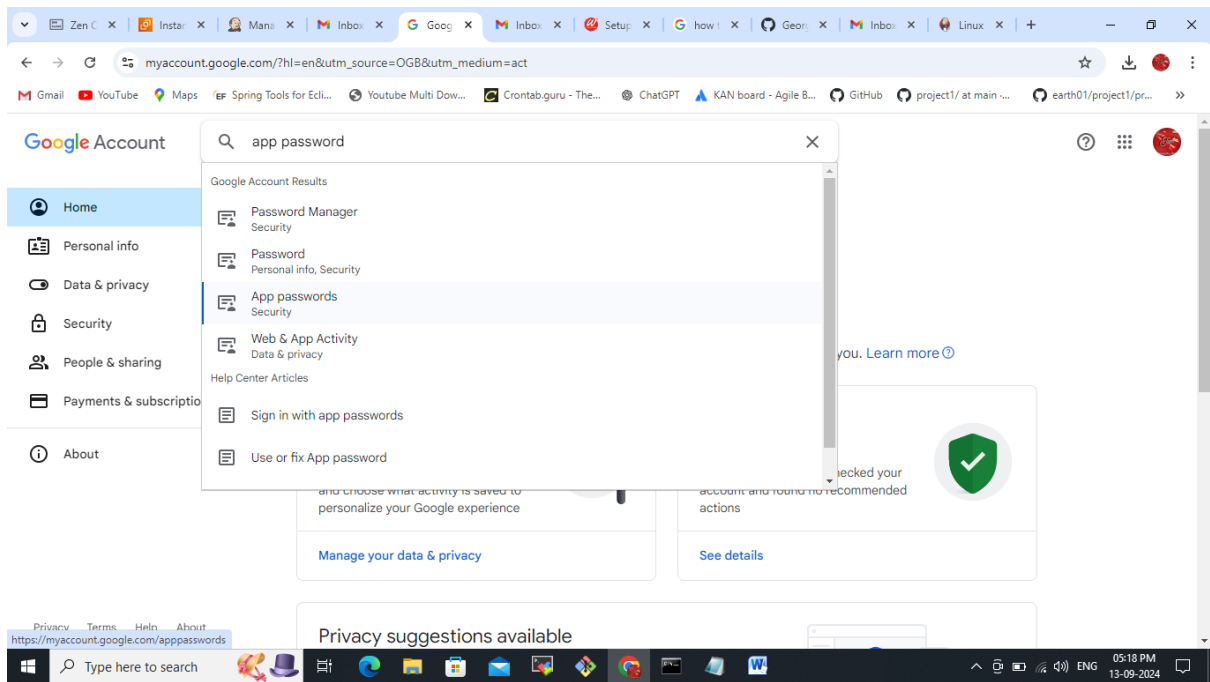 Zen C
Instan
Mana
Inbox
Goog
Inbox
Setup
how t
Georg
Inbox
Linux
myaccount.google.com/?hl=en&utm_source=OGB&utm_medium=act
Gmail
YouTube
Maps
Spring Tools for Ecli...
Youtube Multi Dow...
Crontab.guru - The...
ChatGPT
KAN board - Agile B...
GitHub
project1/ at main ·...
earth01/project1/pr...
Google Account
app password
Google Account Results
Home
Password Manager
Security
Personal info
Password
Personal info, Security
Data & privacy
App passwords
Security
Security
Web & App Activity
Data & privacy
People & sharing
you. Learn more
Help Center Articles
Payments & subscriptio
Sign in with app passwords
About
Use or fix App password
hecked your
and choose what activity is saved to
personalize your Google experience
account and found no recommended
actions
Manage your data & privacy
See details
Privacy Terms Help About
https://myaccount.google.com/apppasswords
Privacy suggestions available
Type here to search
ENG
05:18 PM
13-09-2024